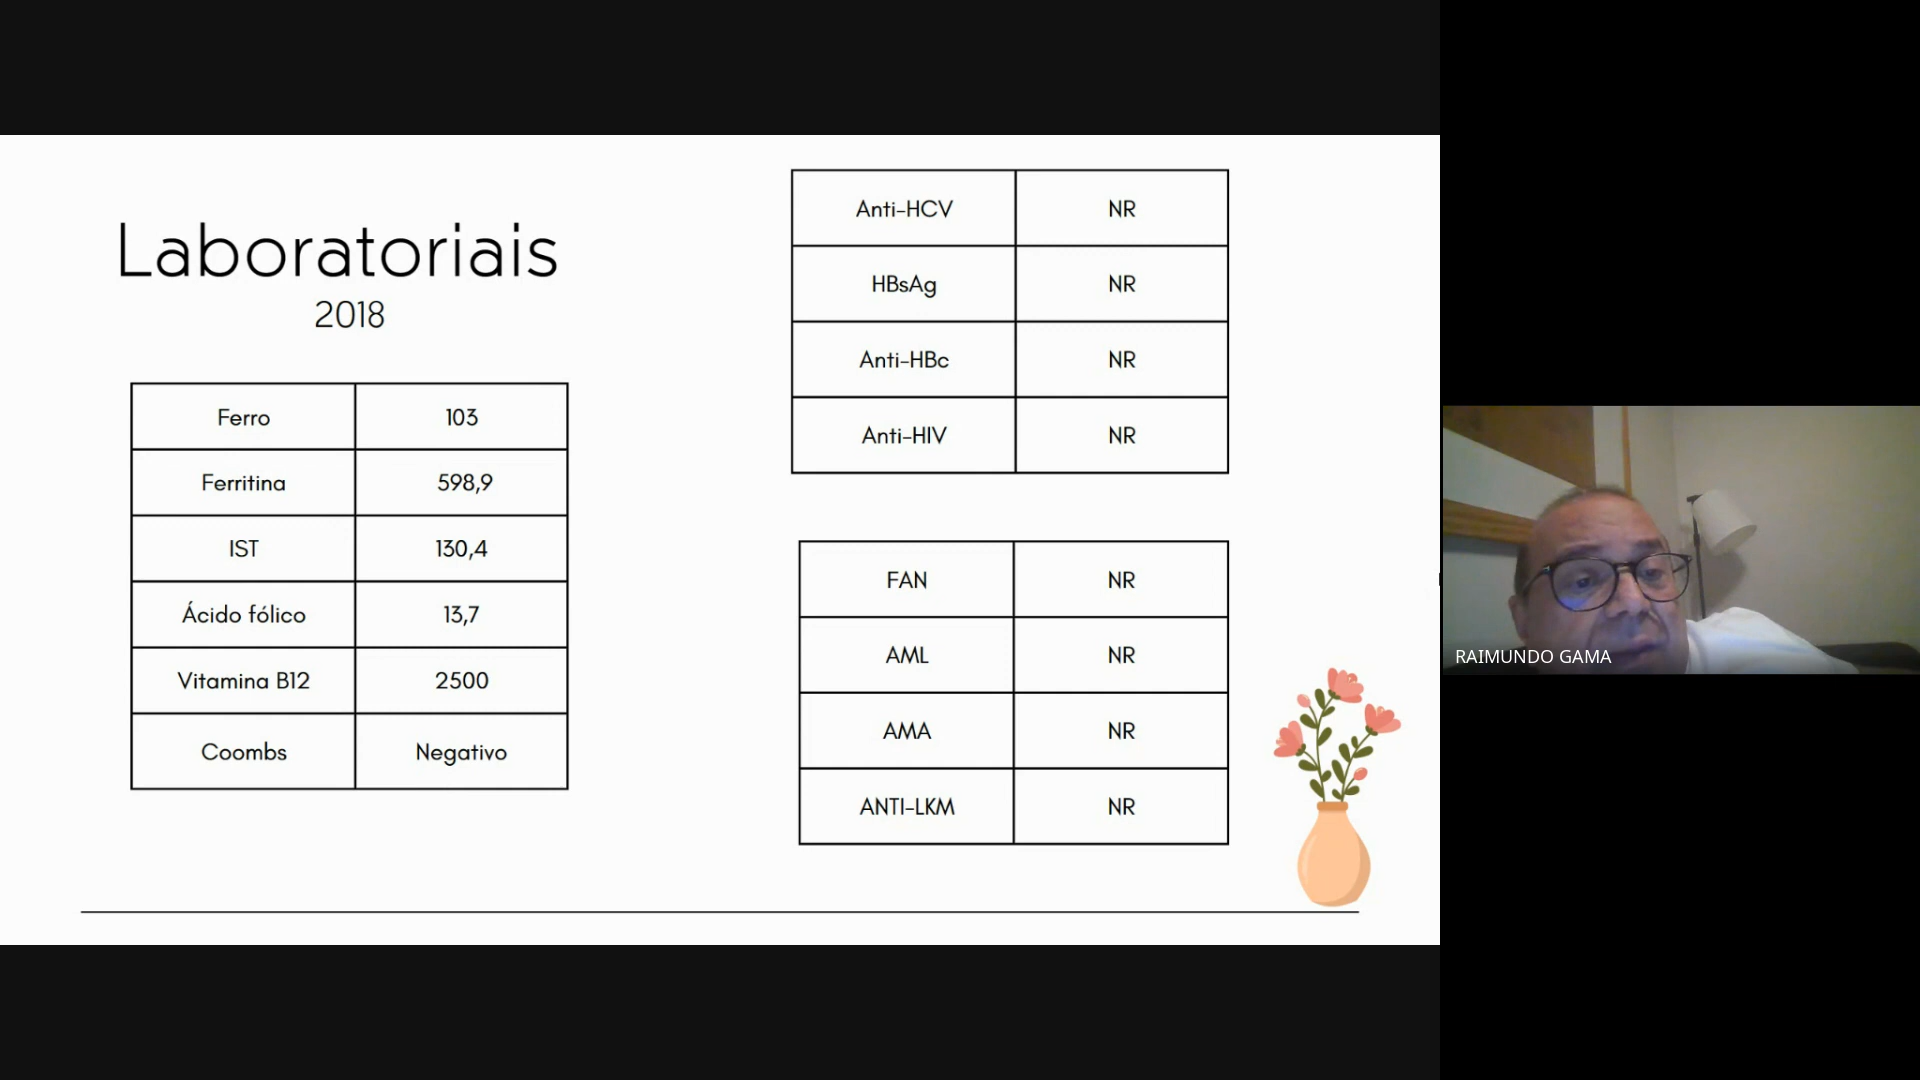 Laboratoriais
2018
Ferro 103
Ferritina 598,9
IST 130,4
Ácido fólico 13,7
Vitamina B12 2500
Coombs Negativo
Anti-HCV NR
HBsAg NR
Anti-HBc NR
Anti-HIV NR
FAN NR
AML NR
AMA NR
ANTI-LKM NR
RAIMUNDO GAMA